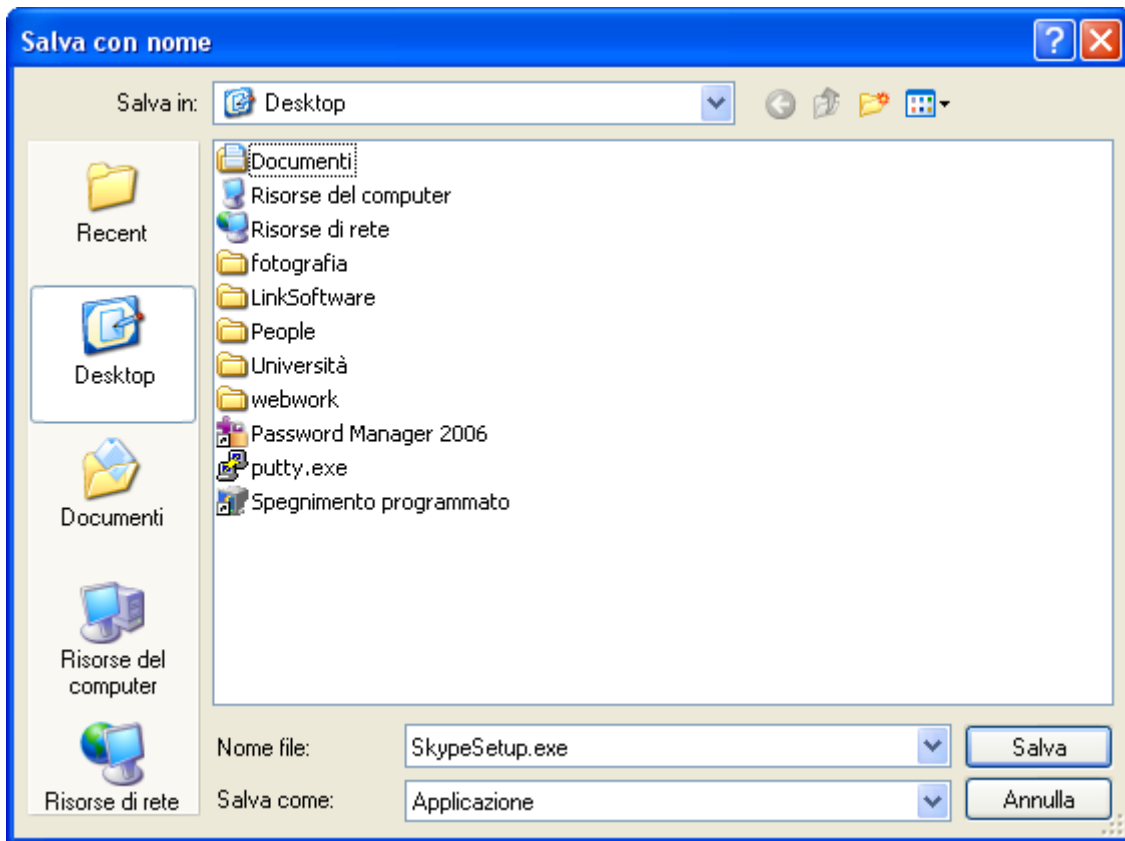 Salva con nome
Salva in: Desktop
Recent
Desktop
Documenti
Risorse del
computer
Risorse di rete
Documenti
Risorse del computer
Risorse di rete
fotografia
LinkSoftware
People
Università
webwork
Password Manager 2006
putty.exe
Spegnimento programmato
Nome file: SkypeSetup.exe Salva
Salva come: Applicazione Annulla